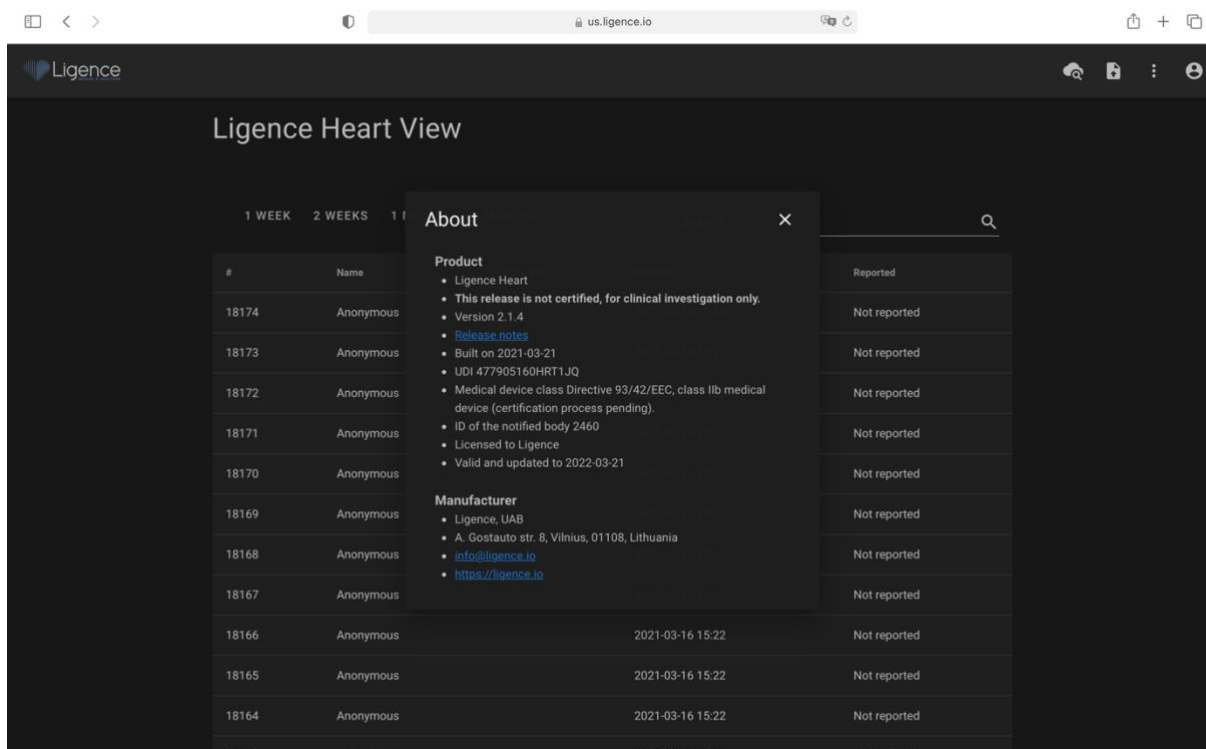 us.ligence.io
Ligence
Ligence Heart View
1 WEEK 2 WEEKS
About
# Name Reported
Product
• Ligence Heart
• This release is not certified, for clinical investigation only.
• Version 2.1.4
• Release notes
• Built on 2021-03-21
• UDI 477905160HRT1JQ
• Medical device class Directive 93/42/EEC, class IIb medical
device (certification process pending).
• ID of the notified body 2460
• Licensed to Ligence
• Valid and updated to 2022-03-21
Manufacturer
• Ligence, UAB
• A. Gostauto str. 8, Vilnius, 01108, Lithuania
• info@ligence.io
• https://ligence.io
18174 Anonymous Not reported
18173 Anonymous Not reported
18172 Anonymous Not reported
18171 Anonymous Not reported
18170 Anonymous Not reported
18169 Anonymous Not reported
18168 Anonymous Not reported
18167 Anonymous Not reported
18166 Anonymous 2021-03-16 15:22 Not reported
18165 Anonymous 2021-03-16 15:22 Not reported
18164 Anonymous 2021-03-16 15:22 Not reported